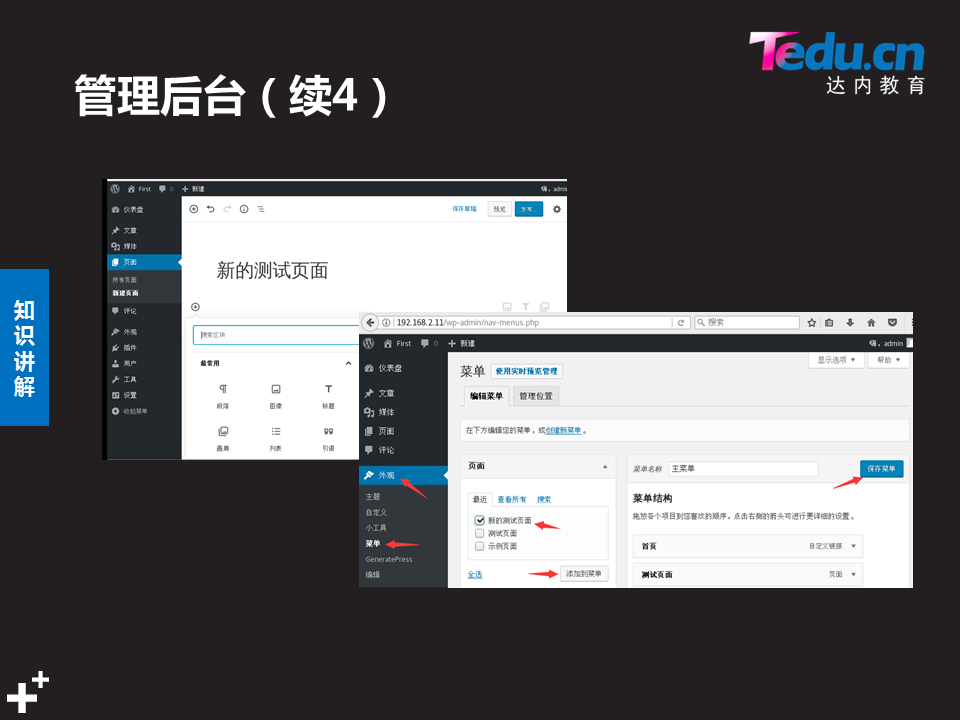 Tedu.cn
达内教育
管理后台（续4）
知识讲解
First 0 新建 嗨，admin
仪表盘
文章
媒体
页面
所有页面
新建页面
评论
外观
插件
用户
工具
设置
收起菜单
保存草稿 预览 发布…
新的测试页面
搜索区块
最常用
段落 图像 标题
画廊 列表 引语
192.168.2.11/wp-admin/nav-menus.php 搜索
First 0 新建 嗨，admin
仪表盘
文章
媒体
页面
评论
外观
主题
自定义
小工具
菜单
GeneratePress
编辑
显示选项 帮助
菜单 使用实时预览管理
编辑菜单 管理位置
在下方编辑您的菜单，或创建新菜单。
页面
最近 查看所有 搜索
新的测试页面
测试页面
示例页面
全选 添加到菜单
菜单名称 主菜单 保存菜单
菜单结构
拖放各个项目到您喜欢的顺序，点击右侧的箭头可进行更详细的设置。
首页 自定义链接
测试页面 页面